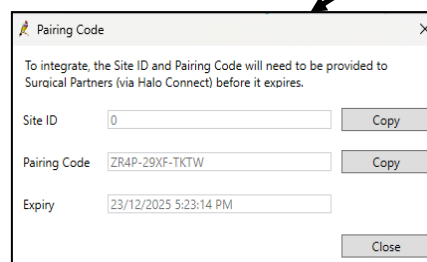 Pairing Code
To integrate, the Site ID and Pairing Code will need to be provided to
Surgical Partners (via Halo Connect) before it expires.
Site ID 0 Copy
Pairing Code ZR4P-29XF-TKTW Copy
Expiry 23/12/2025 5:23:14 PM
Close